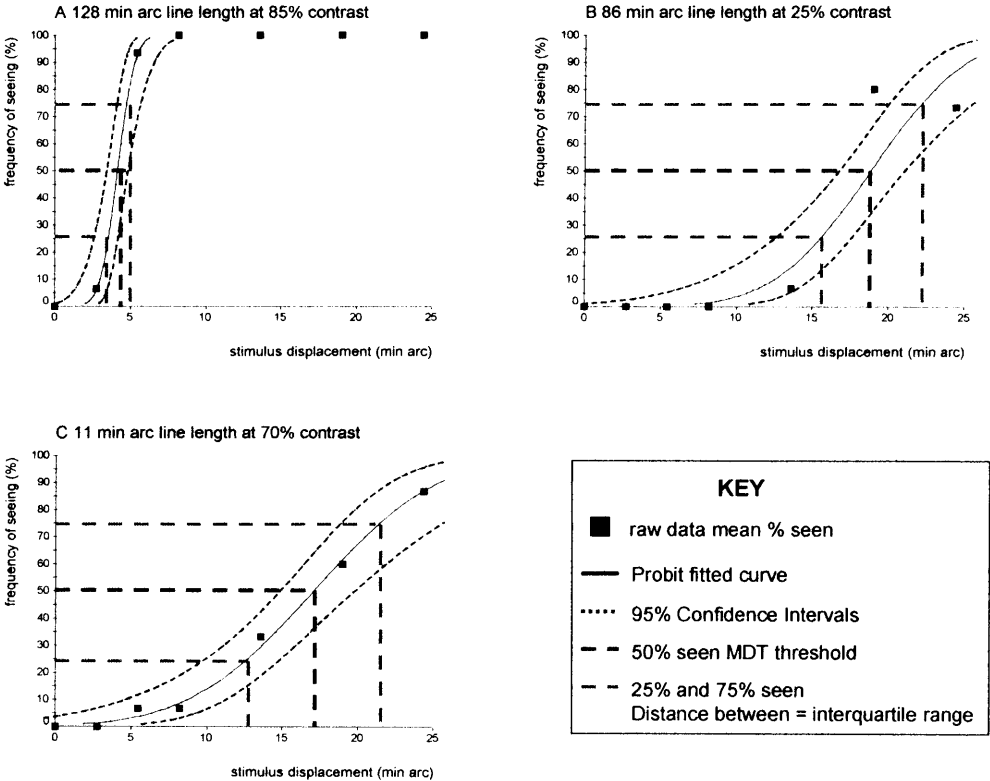 A 128 min arc line length at 85% contrast
frequency of seeing (%)
100
90
80
70
60
50
40
30
20
10
0
0 5 10 15 20 25
stimulus displacement (min arc)
B 86 min arc line length at 25% contrast
frequency of seeing (%)
100
90
80
70
60
50
40
30
20
10
0
0 5 10 15 20 25
stimulus displacement (min arc)
C 11 min arc line length at 70% contrast
frequency of seeing (%)
100
90
80
70
60
50
40
30
20
10
0
0 5 10 15 20 25
stimulus displacement (min arc)
KEY
raw data mean % seen
Probit fitted curve
95% Confidence Intervals
50% seen MDT threshold
25% and 75% seen
Distance between = interquartile range